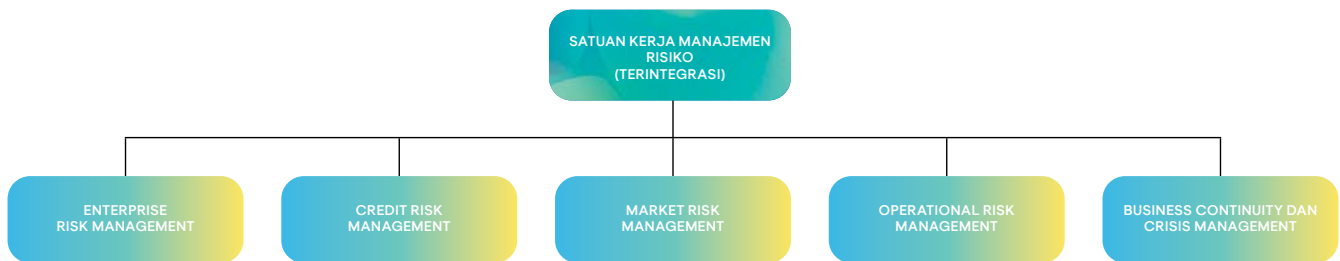 SATUAN KERJA MANAJEMEN
RISIKO
(TERINTEGRASI)
ENTERPRISE
RISK MANAGEMENT
CREDIT RISK
MANAGEMENT
MARKET RISK
MANAGEMENT
OPERATIONAL RISK
MANAGEMENT
BUSINESS CONTINUITY DAN
CRISIS MANAGEMENT